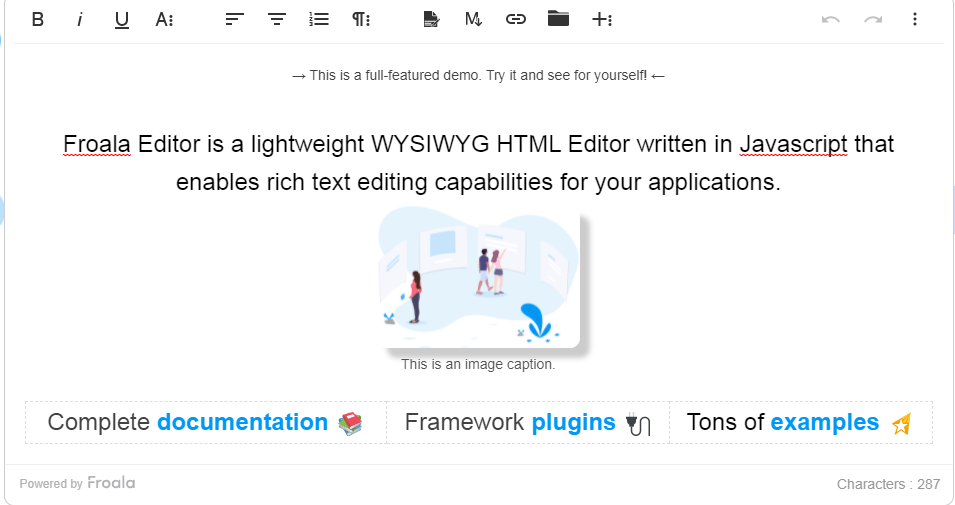 B i U A
→ This is a full-featured demo. Try it and see for yourself! ←
Froala Editor is a lightweight WYSIWYG HTML Editor written in Javascript that
enables rich text editing capabilities for your applications.
This is an image caption.
Complete documentation 📚 Framework plugins 🔌 Tons of examples
Powered by Froala Characters : 287